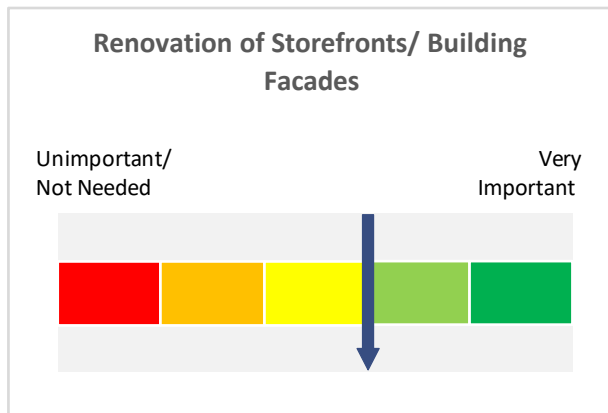 Renovation of Storefronts/ Building
Facades
Unimportant/
Not Needed
Very
Important